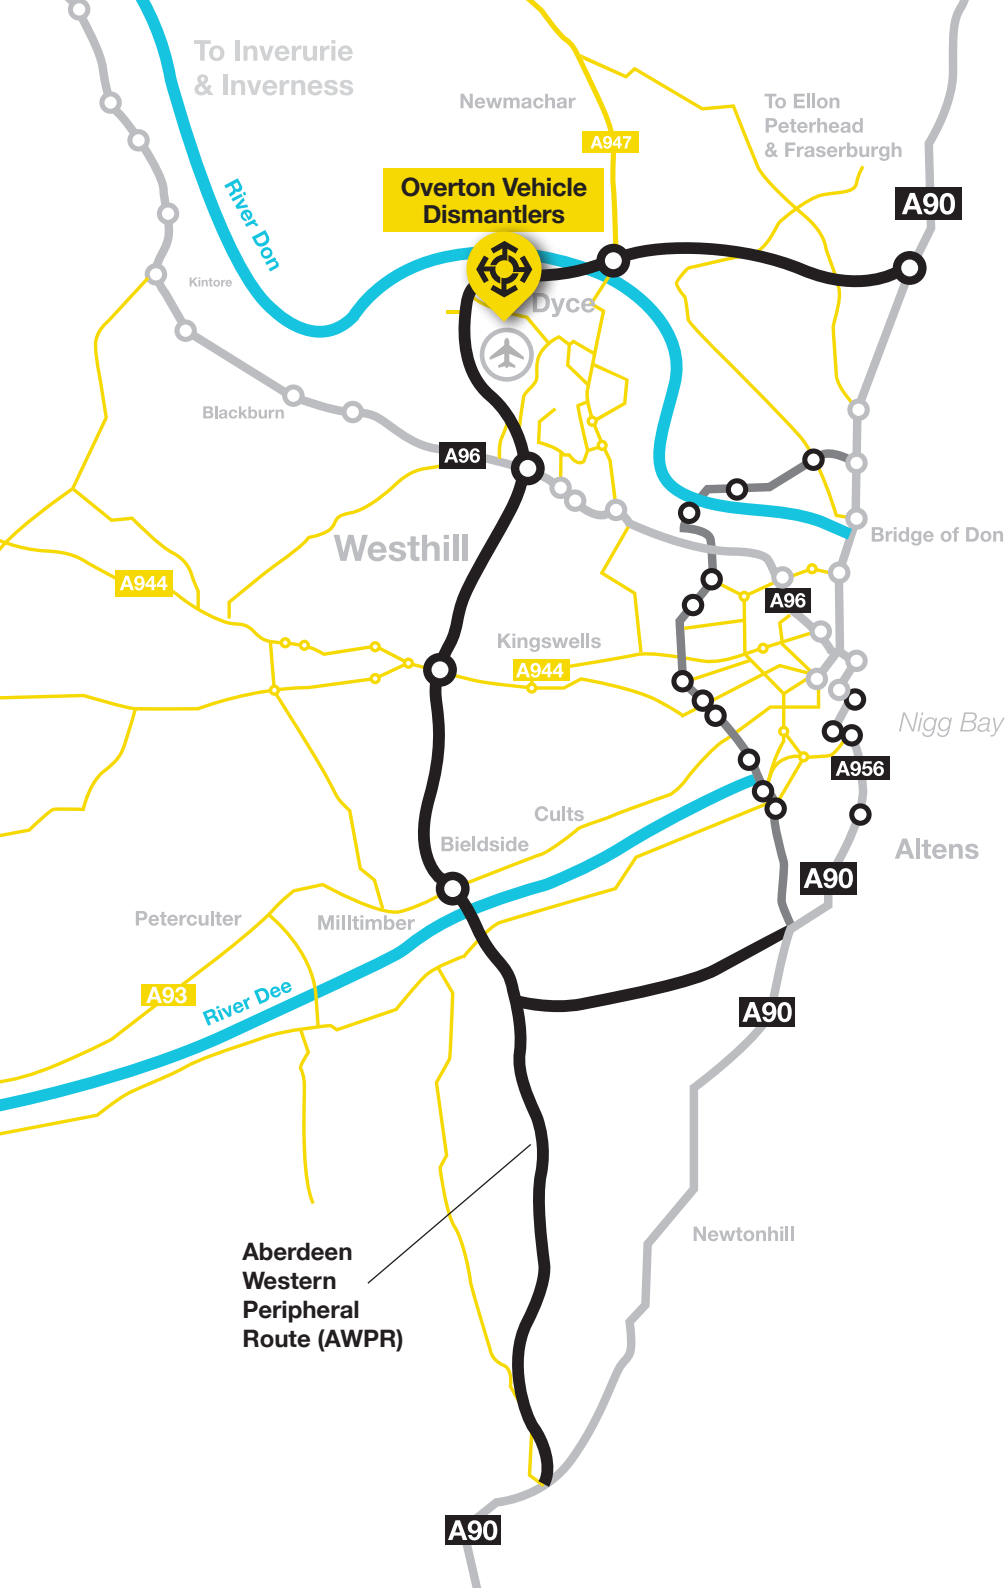 To Inverurie
& Inverness
Newmachar
To Ellon
Peterhead
& Fraserburgh
A947
Overton Vehicle
Dismantlers
A90
River Don
Kintore
Dyce
Blackburn
A96
Westhill
Bridge of Don
A944
A96
Kingswells
A944
Nigg Bay
A956
Cults
Bieldside
Altens
A90
Peterculter
Milltimber
A93
River Dee
A90
Newtonhill
Aberdeen
Western
Peripheral
Route (AWPR)
A90